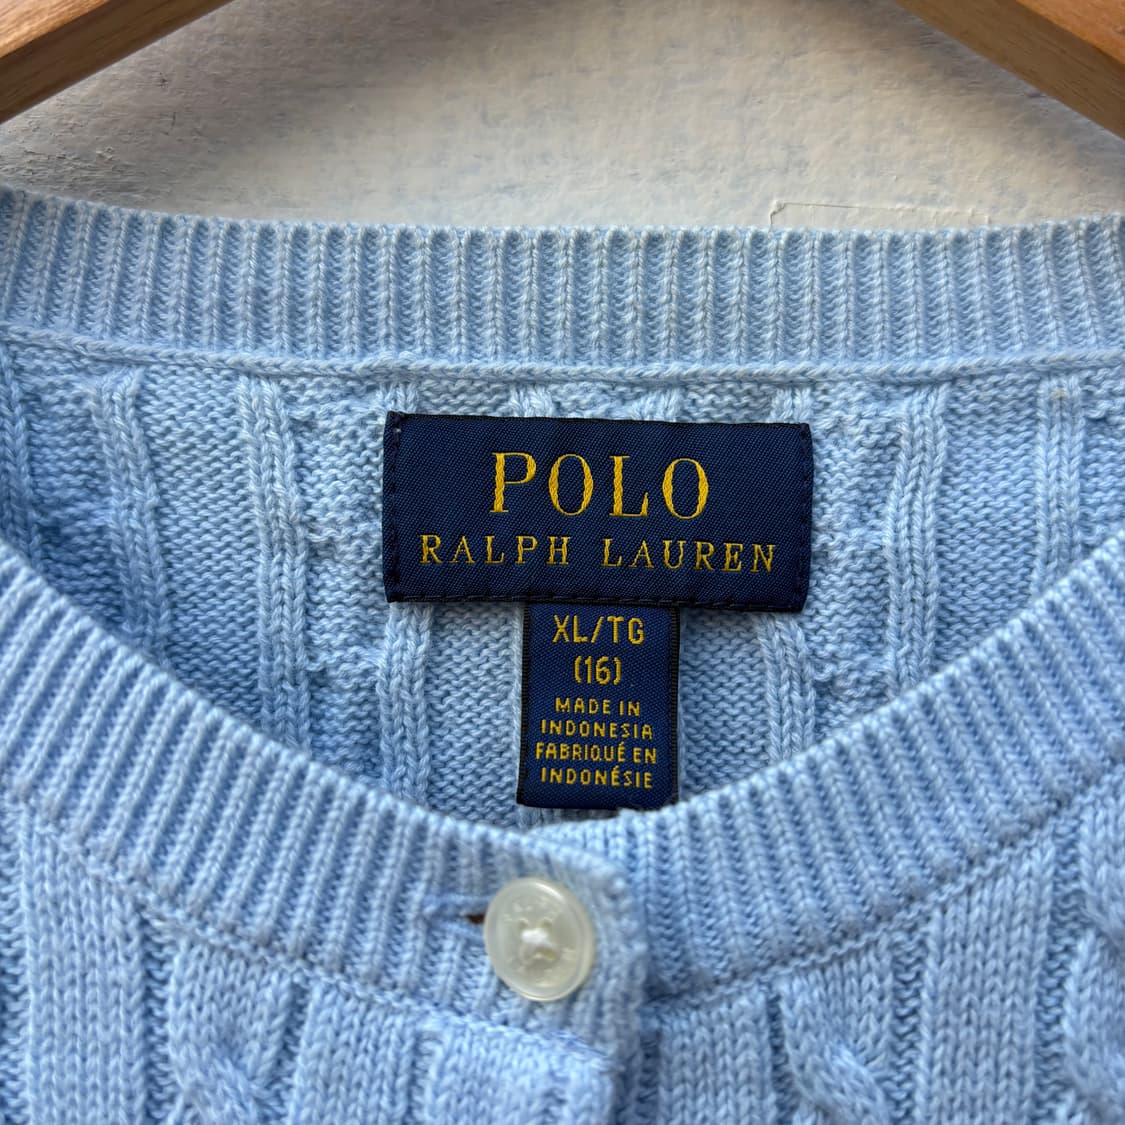 POLO
RALPH LAUREN
XL/TG
(16)
MADE IN
INDONESIA
FABRIQUÉ EN
INDONÉSIE